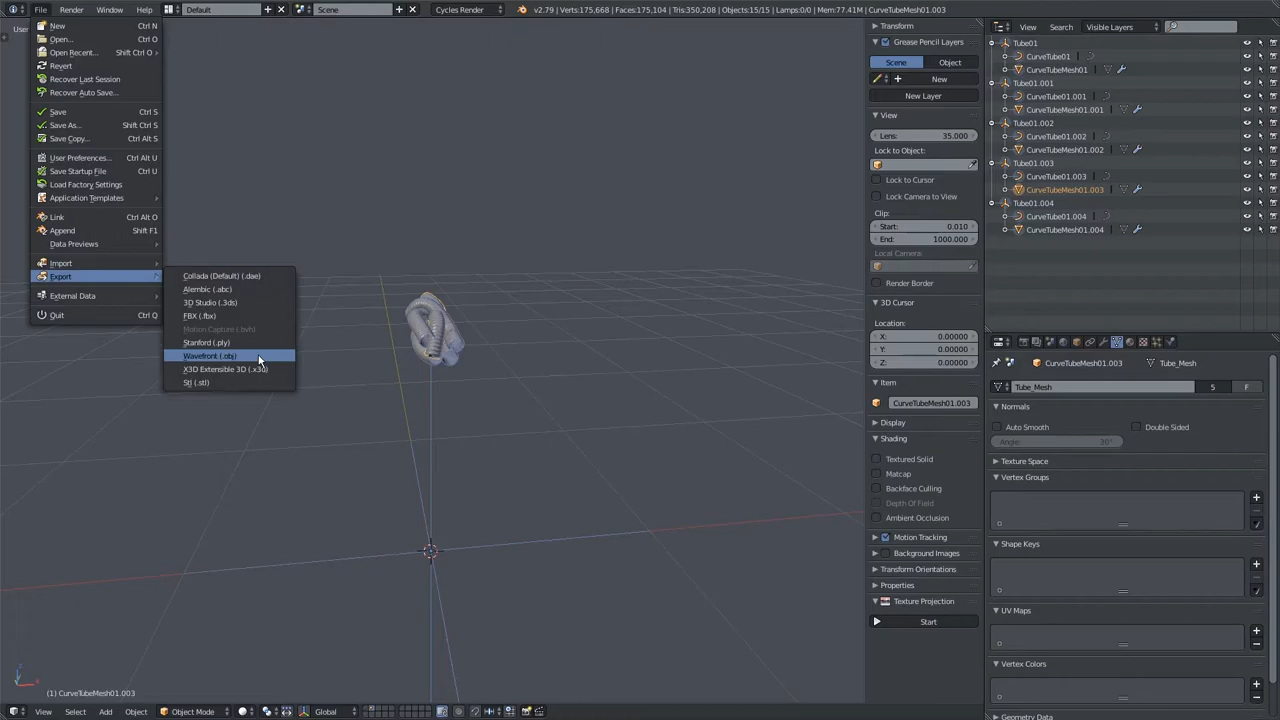 File Render Window Help Default Scene Cycles Render v2.79 | Verts:175,668 | Faces:175,104 | Tris:350,208 | Objects:15/15 | Lamps:0/0 | Mem:77.41M | CurveTubeMesh01.003
User
New Ctrl N
Open... Ctrl O
Open Recent... Shift Ctrl O
Revert
Recover Last Session
Recover Auto Save...
Save Ctrl S
Save As... Shift Ctrl S
Save Copy... Ctrl Alt S
User Preferences... Ctrl Alt U
Save Startup File Ctrl U
Load Factory Settings
Application Templates
Link Ctrl Alt O
Append Shift F1
Data Previews
Import
Export
External Data
Quit Ctrl Q
Collada (Default) (.dae)
Alembic (.abc)
3D Studio (.3ds)
FBX (.fbx)
Motion Capture (.bvh)
Stanford (.ply)
Wavefront (.obj)
X3D Extensible 3D (.x3d)
Stl (.stl)
(1) CurveTubeMesh01.003
View Select Add Object Object Mode Global
Transform
Grease Pencil Layers
Scene Object
New
New Layer
View
Lens: 35.000
Lock to Object:
Lock to Cursor
Lock Camera to View
Clip:
Start: 0.010
End: 1000.000
Local Camera:
Render Border
3D Cursor
Location:
X: 0.00000
Y: 0.00000
Z: 0.00000
Item
CurveTubeMesh01.003
Display
Shading
Textured Solid
Matcap
Backface Culling
Depth Of Field
Ambient Occlusion
Motion Tracking
Background Images
Transform Orientations
Properties
Texture Projection
Start
View Search Visible Layers
Tube01
CurveTube01
CurveTubeMesh01
Tube01.001
CurveTube01.001
CurveTubeMesh01.001
Tube01.002
CurveTube01.002
CurveTubeMesh01.002
Tube01.003
CurveTube01.003
CurveTubeMesh01.003
Tube01.004
CurveTube01.004
CurveTubeMesh01.004
CurveTubeMesh01.003 Tube_Mesh
Tube_Mesh 5 F
Normals
Auto Smooth Double Sided
Angle: 30°
Texture Space
Vertex Groups
Shape Keys
UV Maps
Vertex Colors
Geometry Data